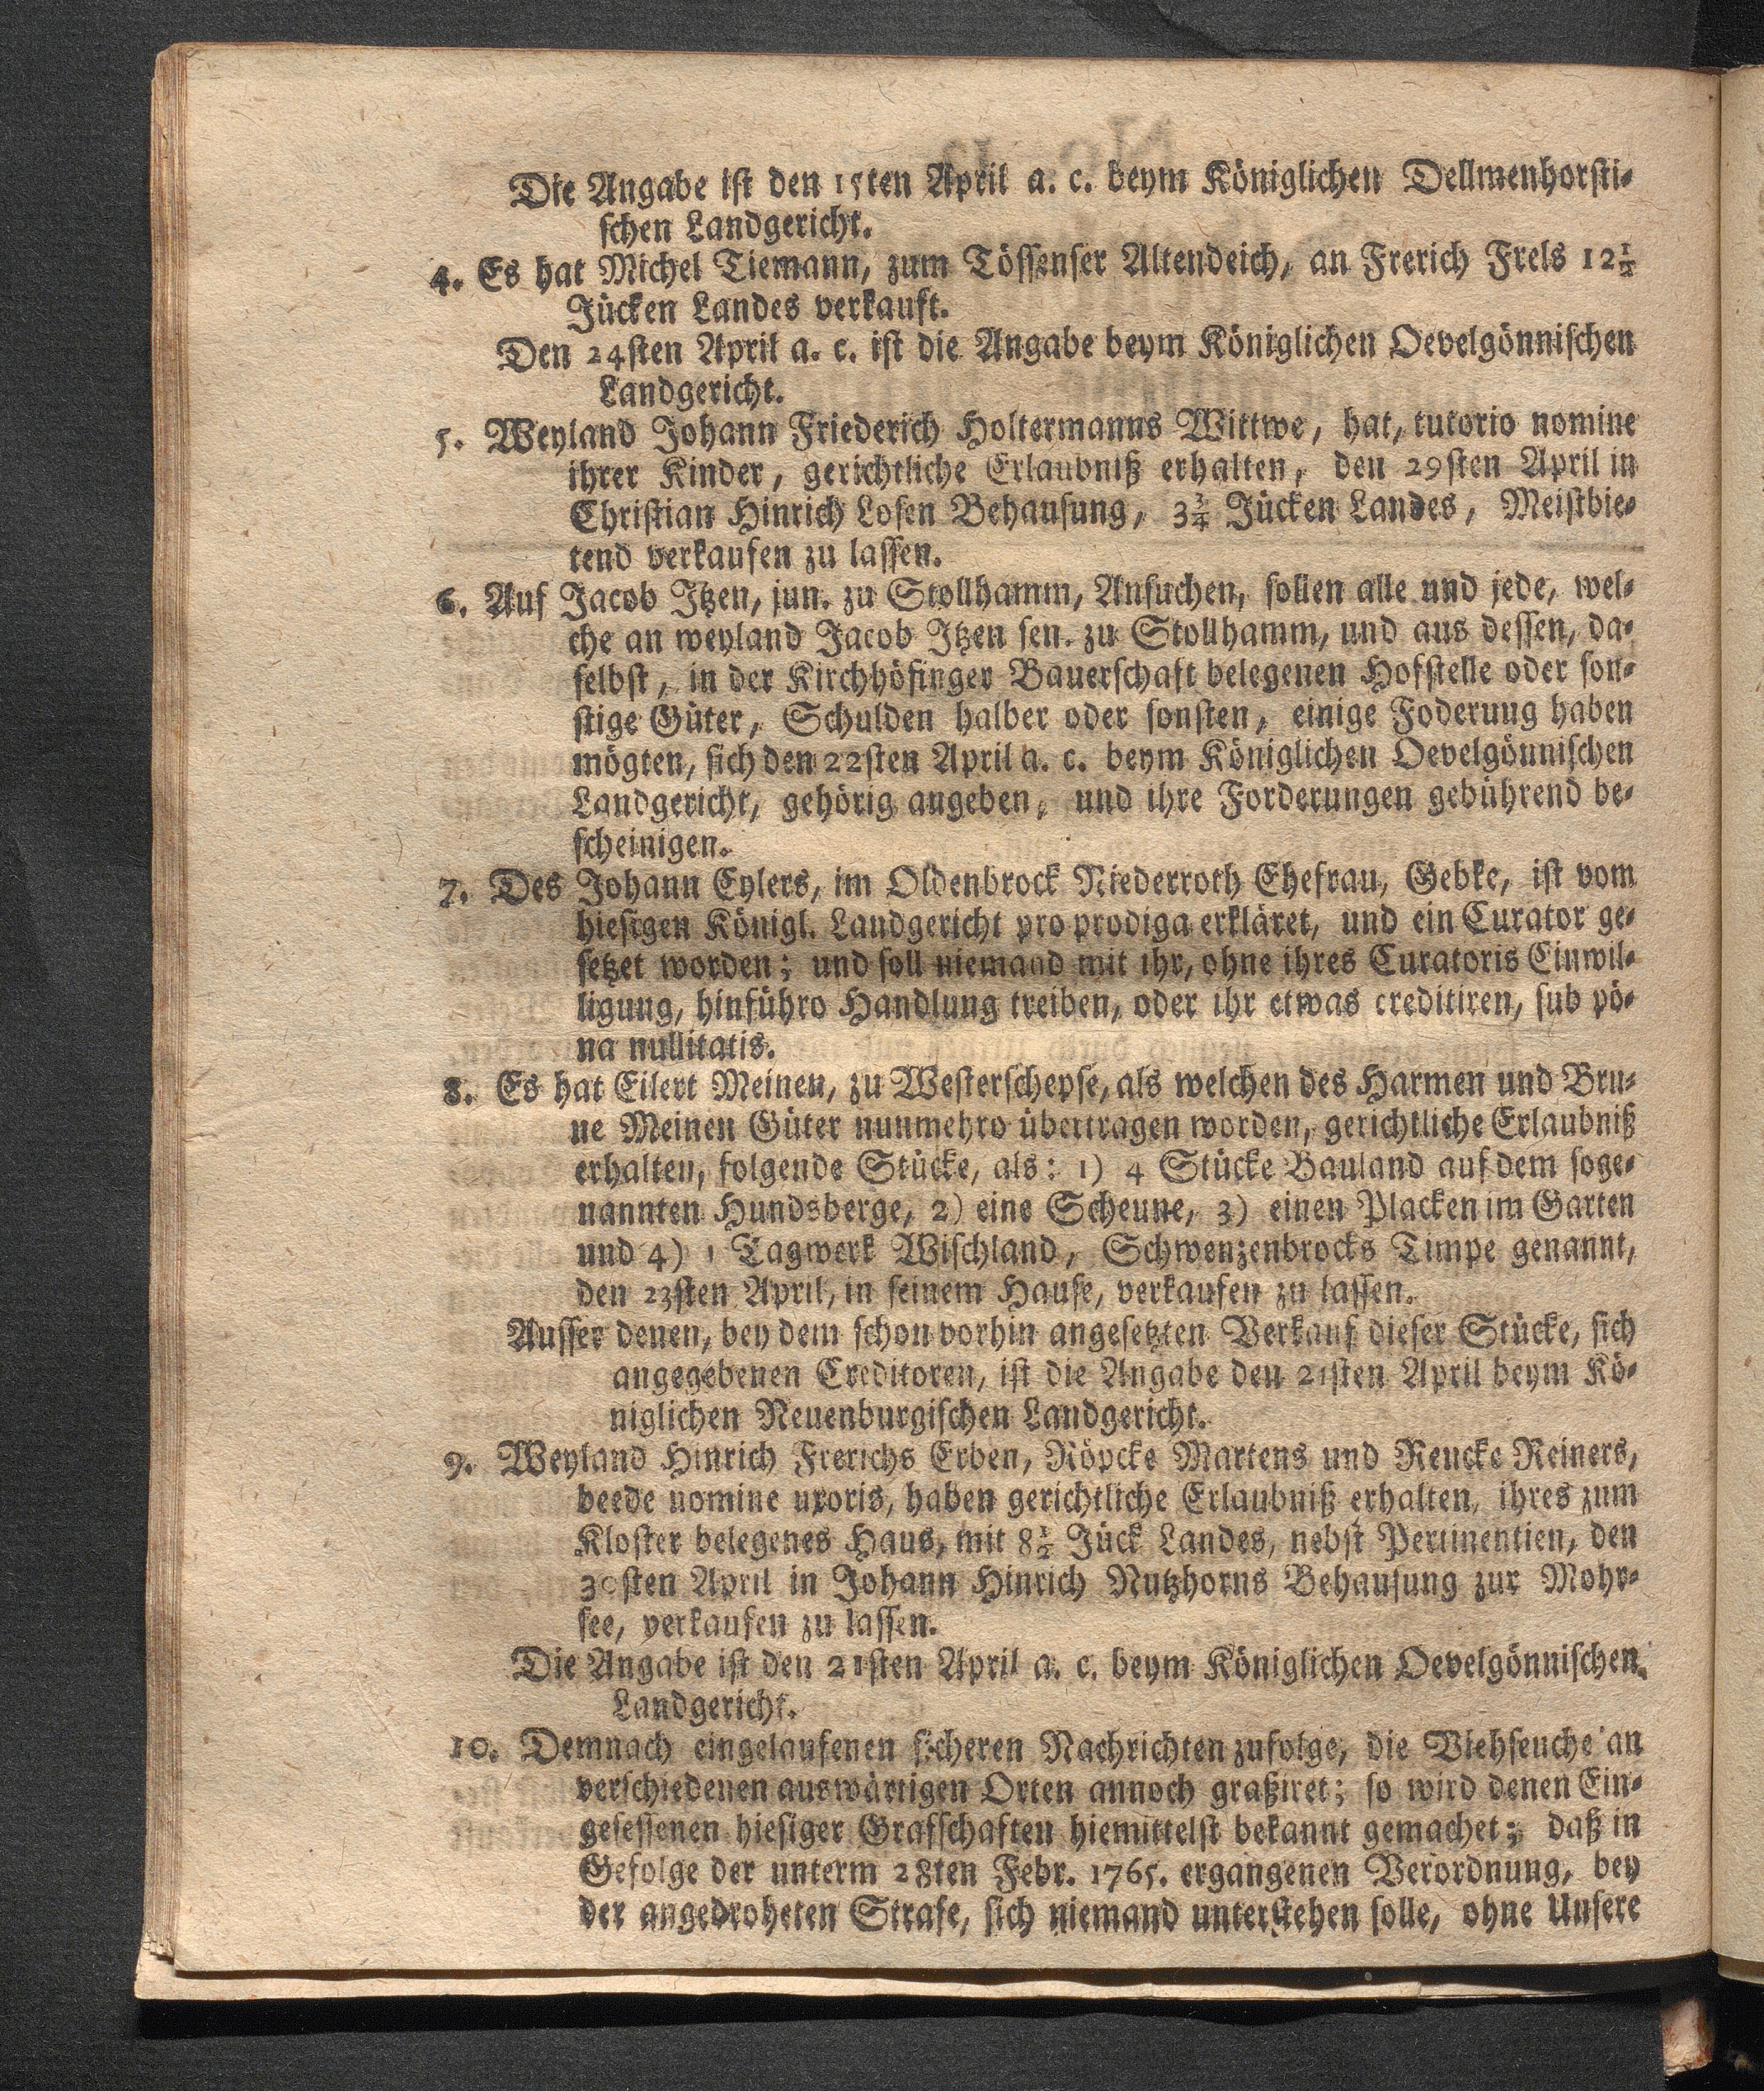 Die Angabe ist den 15ten April a. c. beym Königlichen Dellmenhorsti-
schen Landgericht.
4. Es hat Michel Tiemann, zum Tössenser Altendeich, an Frerich Frels 12 1/2
Jücken Landes verkauft.
Den 24sten April a. c. ist die Angabe beym Königlichen Oevelgönnischen
Landgericht.
5. Weyland Johann Friederich Holtermanns Wittwe, hat, tutorio nomine
ihrer Kinder, gerichtliche Erlaubniß erhalten, den 29sten April in
Christian Hinrich Losen Behausung, 3 3/4 Jücken Landes, Meistbie-
tend verkaufen zu lassen.
6. Auf Jacob Itzen, jun. zu Stollhamm, Ansuchen, sollen alle und jede, wel-
che an weyland Jacob Itzen sen. zu Stollhamm, und aus dessen, da-
selbst, in der Kirchhöfinger Bauerschaft belegenen Hofstelle oder son-
stige Güter, Schulden halber oder sonsten, einige Foderung haben
mögten, sich den 22sten April a. c. beym Königlichen Oevelgönnischen
Landgericht, gehörig angeben, und ihre Forderungen gebührend be-
scheinigen.
7. Des Johann Eylers, im Oldenbrock Niederroth Ehefrau, Gebke, ist vom
hiesigen Königl. Landgericht pro prodiga erkläret, und ein Curator ge-
setzet worden; und soll niemand mit ihr, ohne ihres Curatoris Einwil-
ligung, hinführo Handlung treiben, oder ihr etwas creditiren, sub pö-
na nullitatis.
8. Es hat Eilert Meinen, zu Westerschepse, als welchen des Harmen und Bru-
ne Meinen Güter nunmehro übertragen worden, gerichtliche Erlaubniß
erhalten, folgende Stücke, als: 1) 4 Stücke Bauland auf dem soge-
nannten Hundsberge, 2) eine Scheune, 3) einen Placken im Garten
und 4) 1 Tagwerk Wischland, Schwenzenbrocks Timpe genannt,
den 23sten April, in seinem Hause, verkaufen zu lassen.
Ausser denen, bey dem schon vorhin angesetzten Verkauf dieser Stücke, sich
angegebenen Creditoren, ist die Angabe den 21sten April beym Kö-
niglichen Neuenburgischen Landgericht.
9. Weyland Hinrich Frerichs Erben, Röpcke Martens und Rencke Reiners,
beede nomine uxoris, haben gerichtliche Erlaubniß erhalten, ihres zum
Kloster belegenes Haus, mit 8 1/2 Jück Landes, nebst Pertinentien, den
30sten April in Johann Hinrich Nutzhorns Behausung zur Mohr-
see, verkaufen zu lassen.
Die Angabe ist den 21sten April a. c. beym Königlichen Oevelgönnischen
Landgericht.
10. Demnach eingelaufenen sicheren Nachrichten zufolge, die Viehseuche an
verschiedenen auswärtigen Orten annoch graßiret; so wird denen Ein-
gesessenen hiesiger Grafschaften hiemittelst bekannt gemachet; daß in
Gefolge der unterm 28ten Febr. 1765. ergangenen Verordnung, bey
der angedroheten Strafe, sich niemand unterstehen solle, ohne Unsere